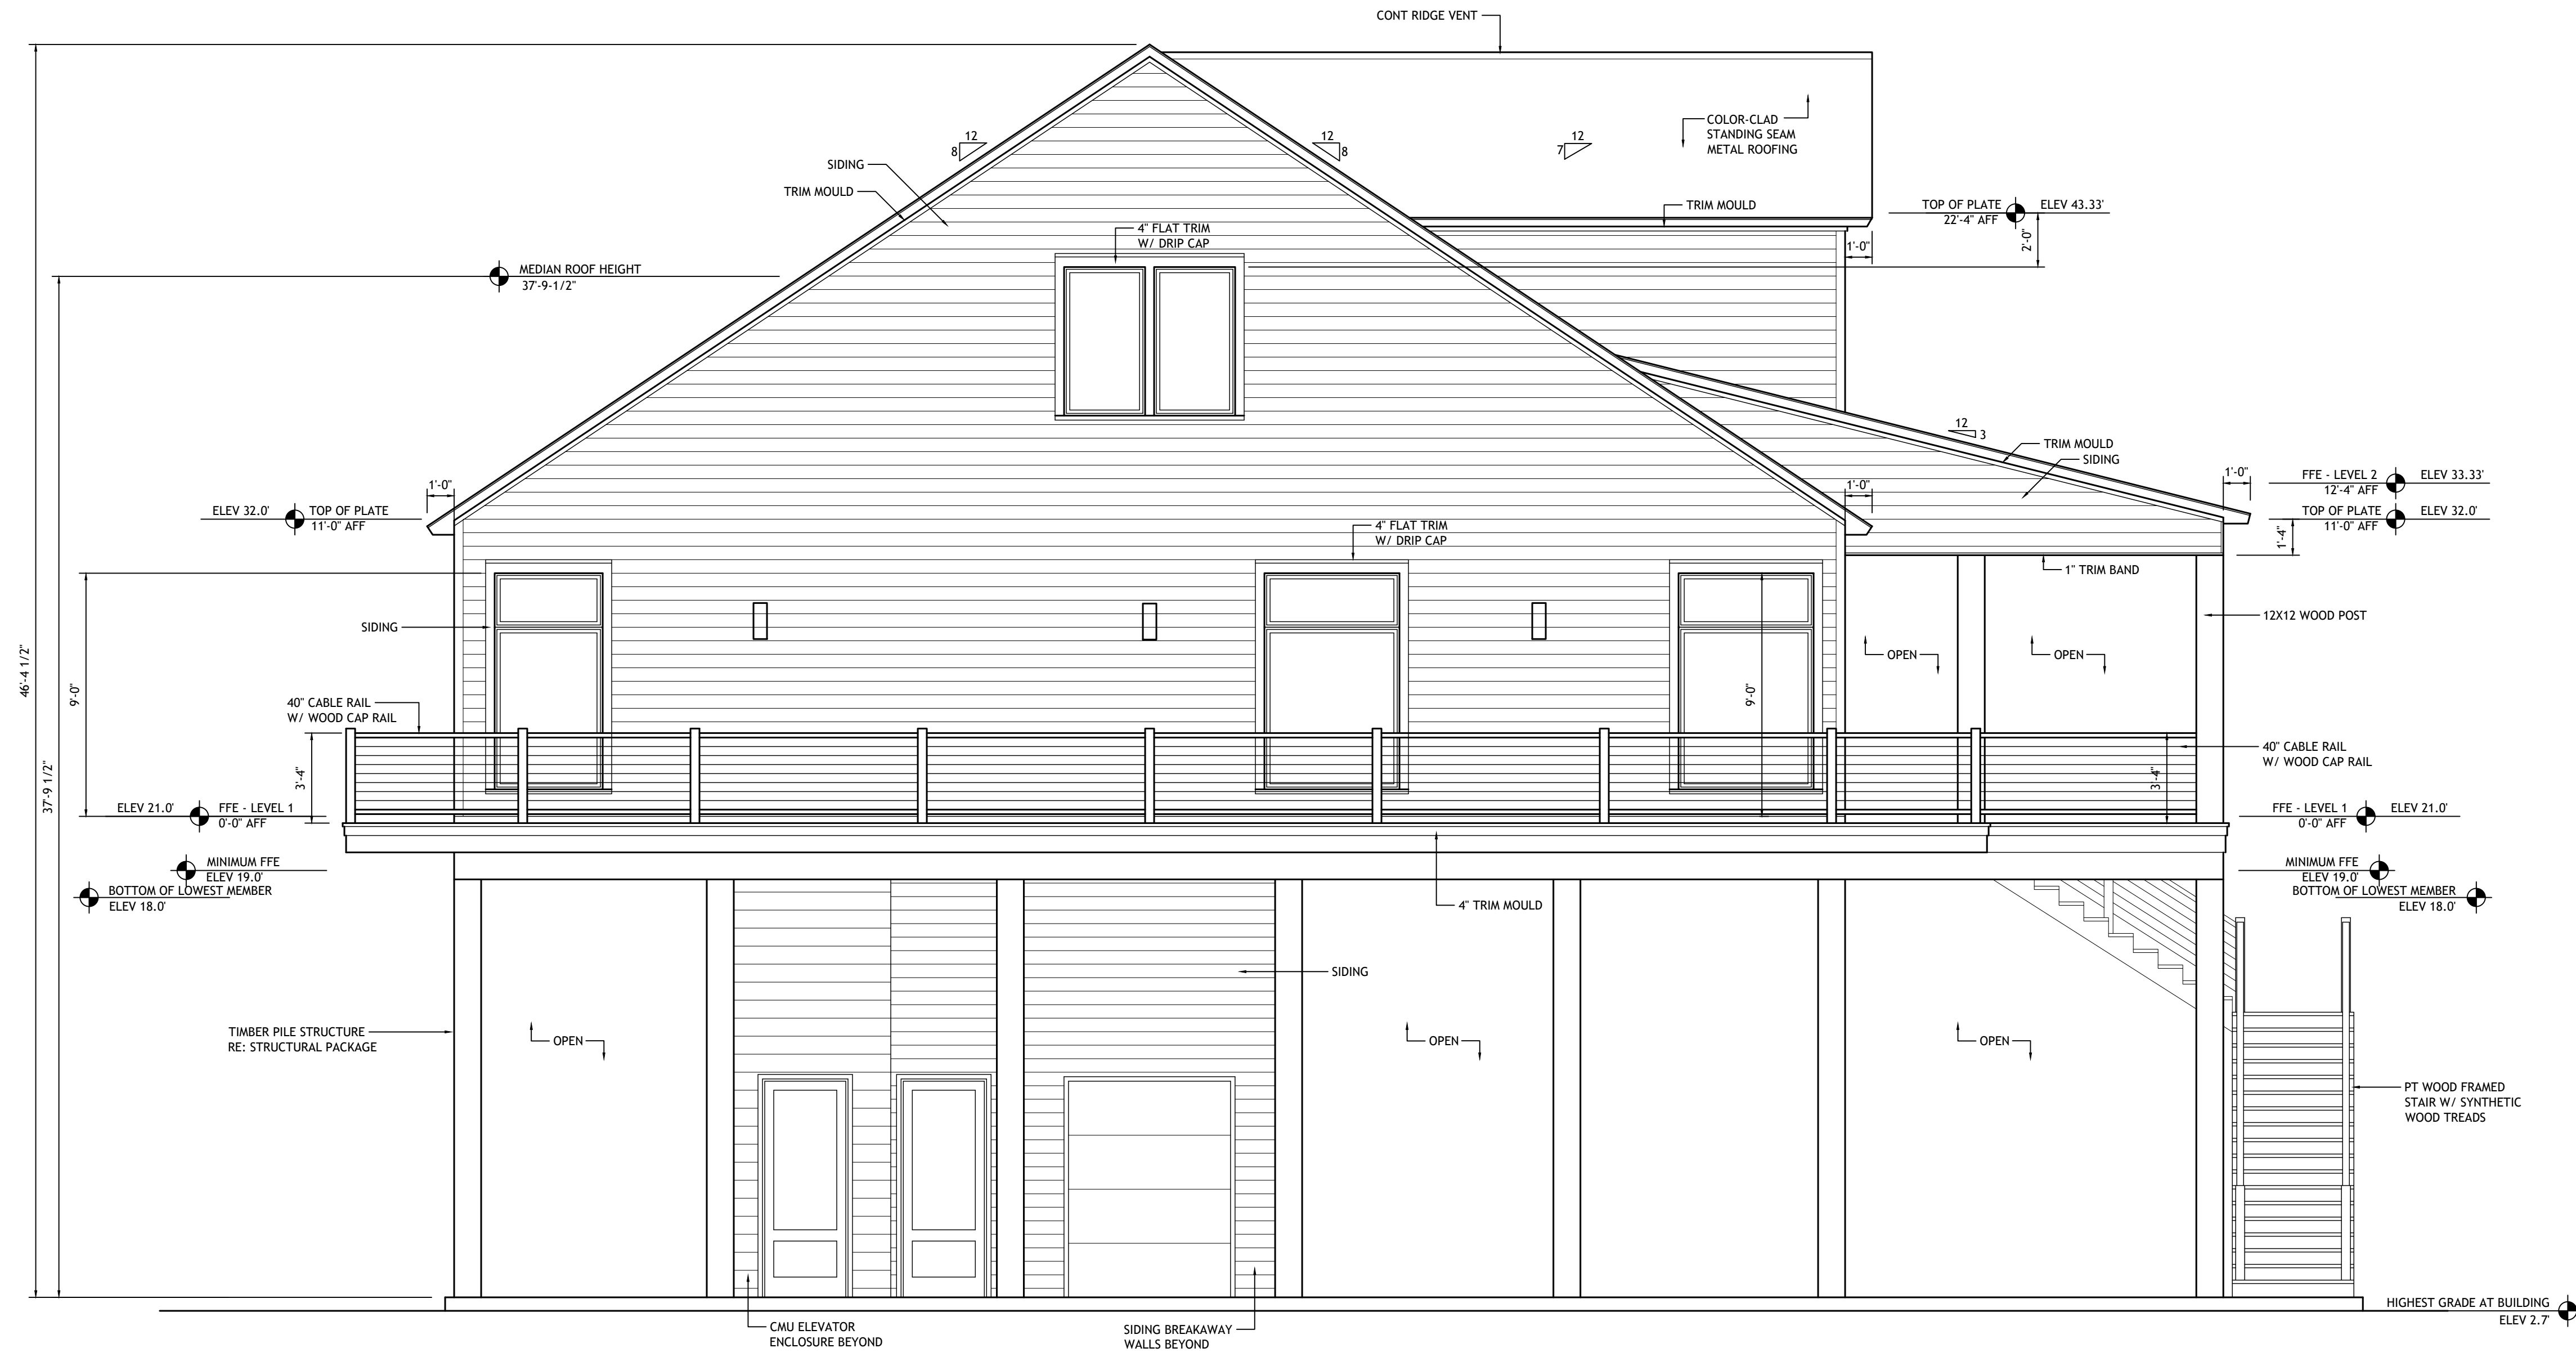 CONT RIDGE VENT
12
8
12
8
12
7
COLOR-CLAD
STANDING SEAM
METAL ROOFING
SIDING
TRIM MOULD
TRIM MOULD
TOP OF PLATE
22'-4" AFF
ELEV 43.33'
2'-0"
1'-0"
4" FLAT TRIM
W/ DRIP CAP
MEDIAN ROOF HEIGHT
37'-9-1/2"
12
3
TRIM MOULD
SIDING
1'-0"
1'-0"
1'-0"
FFE - LEVEL 2
12'-4" AFF
ELEV 33.33'
ELEV 32.0'
TOP OF PLATE
11'-0" AFF
TOP OF PLATE
11'-0" AFF
ELEV 32.0'
1'-4"
4" FLAT TRIM
W/ DRIP CAP
1" TRIM BAND
12X12 WOOD POST
SIDING
OPEN
OPEN
46'-4 1/2"
9'-0"
9'-0"
40" CABLE RAIL
W/ WOOD CAP RAIL
40" CABLE RAIL
W/ WOOD CAP RAIL
3'-4"
3'-4"
37'-9 1/2"
ELEV 21.0'
FFE - LEVEL 1
0'-0" AFF
FFE - LEVEL 1
0'-0" AFF
ELEV 21.0'
MINIMUM FFE
ELEV 19.0'
BOTTOM OF LOWEST MEMBER
ELEV 18.0'
MINIMUM FFE
ELEV 19.0'
BOTTOM OF LOWEST MEMBER
ELEV 18.0'
4" TRIM MOULD
SIDING
TIMBER PILE STRUCTURE
RE: STRUCTURAL PACKAGE
OPEN
OPEN
OPEN
PT WOOD FRAMED
STAIR W/ SYNTHETIC
WOOD TREADS
HIGHEST GRADE AT BUILDING
ELEV 2.7'
CMU ELEVATOR
ENCLOSURE BEYOND
SIDING BREAKAWAY
WALLS BEYOND